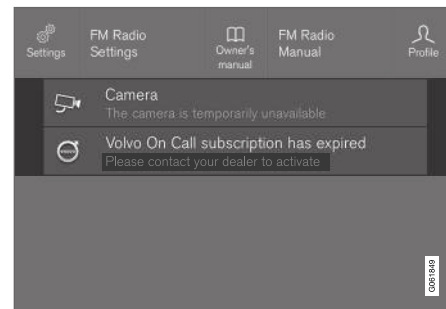 Settings
FM Radio
Settings
Owner's
manual
FM Radio
Manual
Profile
Camera
The camera is temporarily unavailable
Volvo On Call subscription has expired
Please contact your dealer to activate
G061849